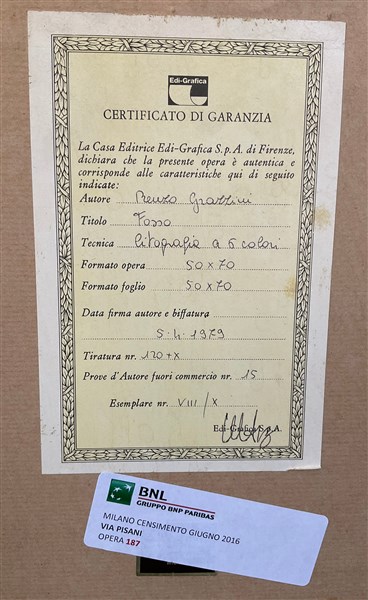 Edi-Grafica
CERTIFICATO DI GARANZIA
La Casa Editrice Edi-Grafica S.p.A. di Firenze,
dichiara che la presente opera è autentica e
corrisponde alle caratteristiche qui di seguito
indicate:
Autore Renzo Grazzini
Titolo Fosso
Tecnica litografia a 6 colori
Formato opera 50 x 70
Formato foglio 50 x 70
Data firma autore e biffatura
5.4.1979
Tiratura nr. 120+X
Prove d'Autore fuori commercio nr. 15
Esemplare nr. VIII/X
Edi-Grafica S.p.A.
BNL
GRUPPO BNP PARIBAS
MILANO CENSIMENTO GIUGNO 2016
VIA PISANI
OPERA 187